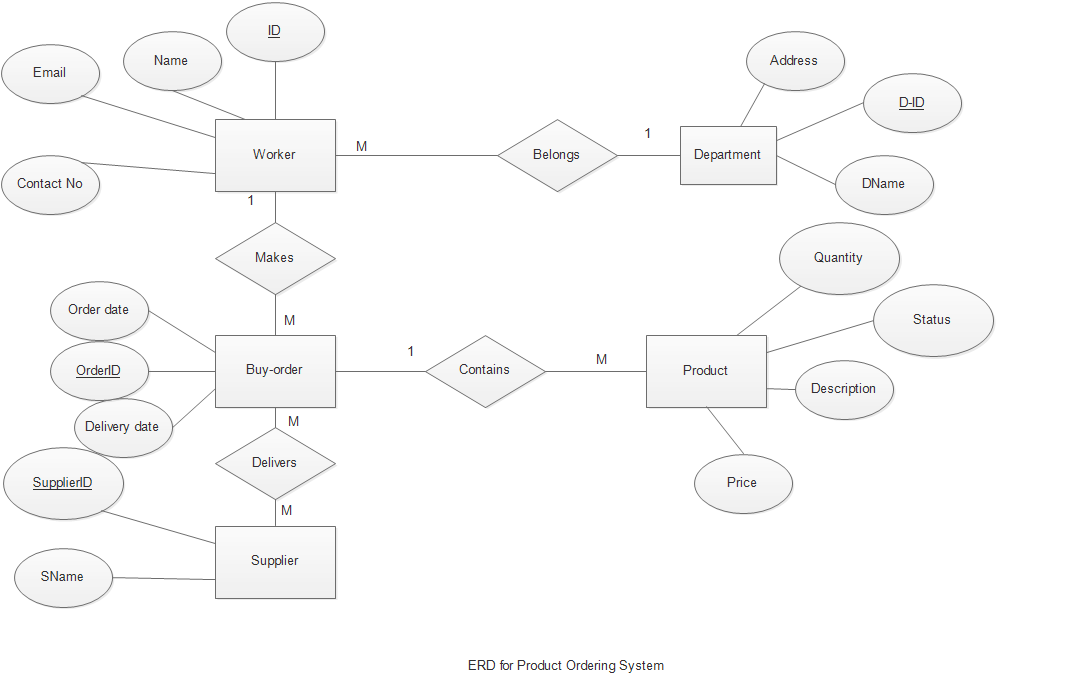 ID
Name
Address
Email
D-ID
1
M
Worker
Belongs
Department
Contact No
DName
1
Makes
Quantity
Order date
M
Status
1
M
OrderID
Buy-order
Contains
Product
Description
M
Delivery date
Delivers
SupplierID
Price
M
Supplier
SName
ERD for Product Ordering System